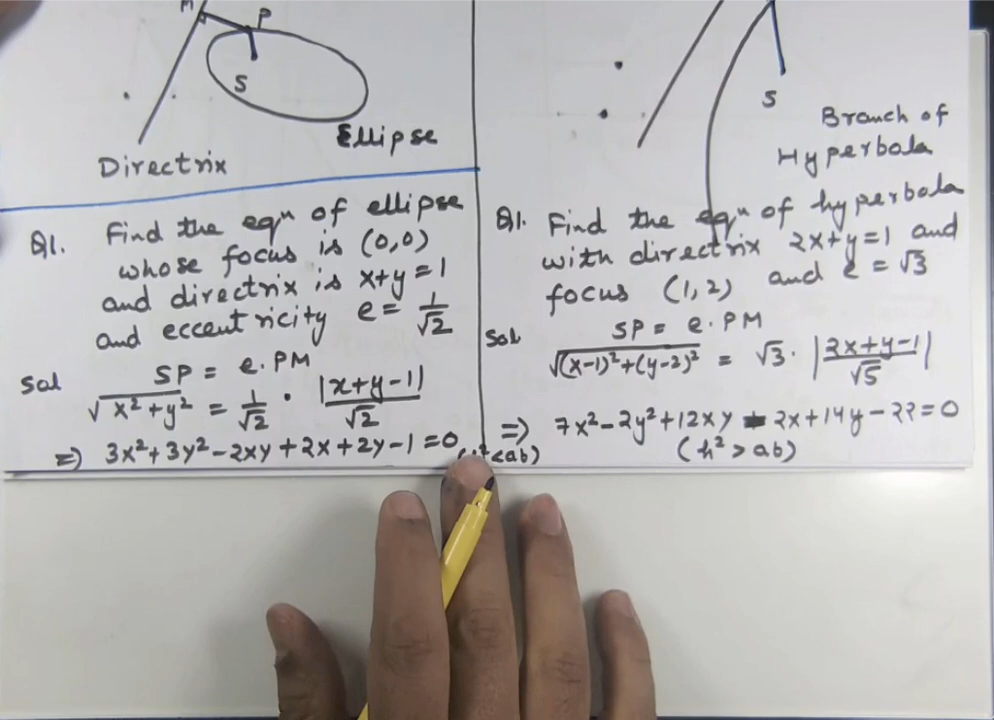 M
P
S
Ellipse
Directrix
Q1. Find the eqn of ellipse
whose focus is (0,0)
and directrix is x+y=1
and eccentricity e = 1/√2
Sol SP = e.PM
√x²+y² = 1/√2 · |x+y-1|/√2
⇒ 3x²+3y²-2xy+2x+2y-1=0
<ab)
S
Branch of
Hyperbola
Q1. Find the eqn of hyperbola
with directrix 2x+y=1 and
focus (1,2) and e = √3
Sol SP = e.PM
√(x-1)²+(y-2)² = √3 · |2x+y-1|/√5
⇒ 7x²-2y²+12xy - 2x+14y-22=0
(h²>ab)